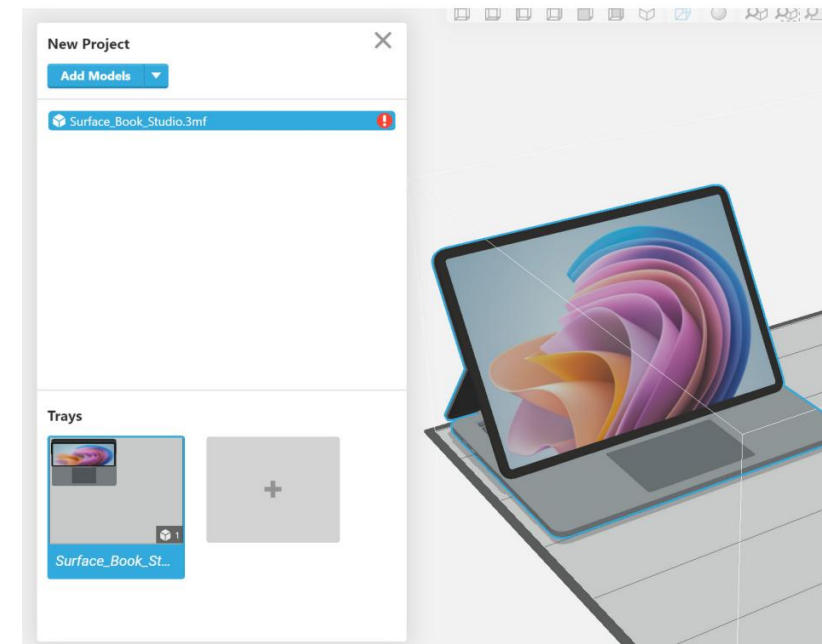 New Project
Add Models
Surface_Book_Studio.3mf
Trays
1
Surface_Book_St...